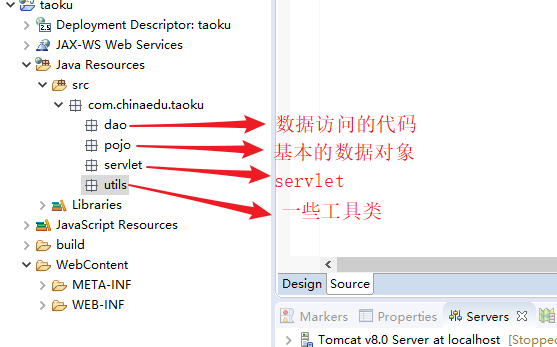 taoku
Deployment Descriptor: taoku
JAX-WS Web Services
Java Resources
src
com.chinaedu.taoku
dao
数据访问的代码
pojo
基本的数据对象
servlet
servlet
utils
一些工具类
Libraries
JavaScript Resources
build
WebContent
META-INF
WEB-INF
Design Source
Markers Properties Servers
Tomcat v8.0 Server at localhost [Stoppe